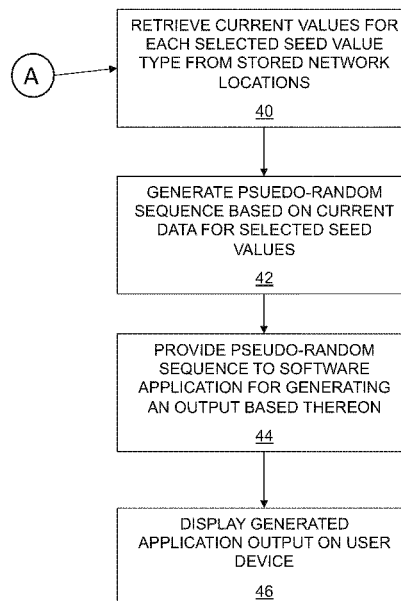 A
RETRIEVE CURRENT VALUES FOR
EACH SELECTED SEED VALUE
TYPE FROM STORED NETWORK
LOCATIONS
40
GENERATE PSUEDO-RANDOM
SEQUENCE BASED ON CURRENT
DATA FOR SELECTED SEED
VALUES
42
PROVIDE PSEUDO-RANDOM
SEQUENCE TO SOFTWARE
APPLICATION FOR GENERATING
AN OUTPUT BASED THEREON
44
DISPLAY GENERATED
APPLICATION OUTPUT ON USER
DEVICE
46